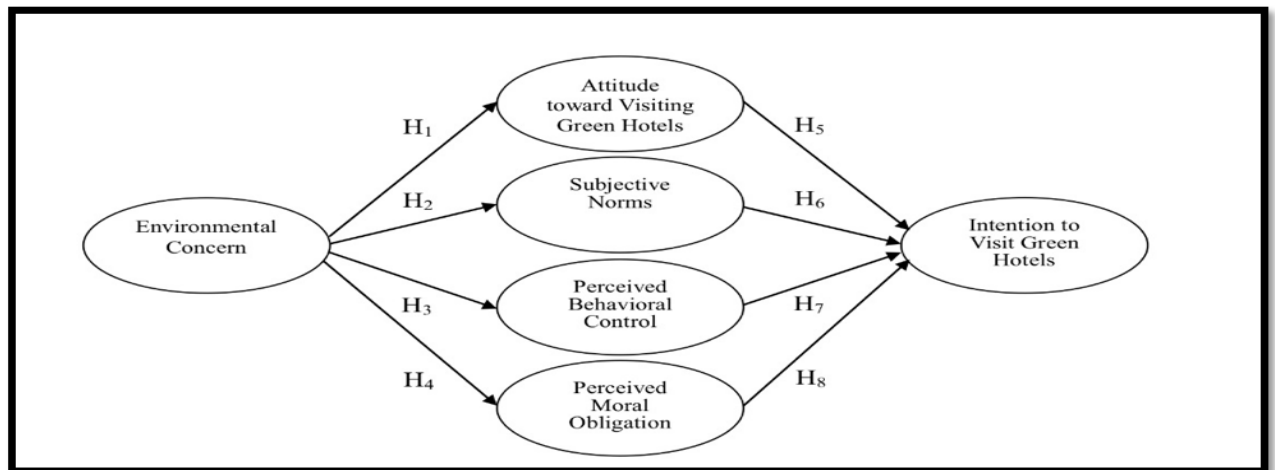 Attitude
toward Visiting
Green Hotels
H₁
H₅
Subjective
Norms
H₂
H₆
Environmental
Concern
Intention to
Visit Green
Hotels
Perceived
Behavioral
Control
H₃
H₇
H₄
H₈
Perceived
Moral
Obligation